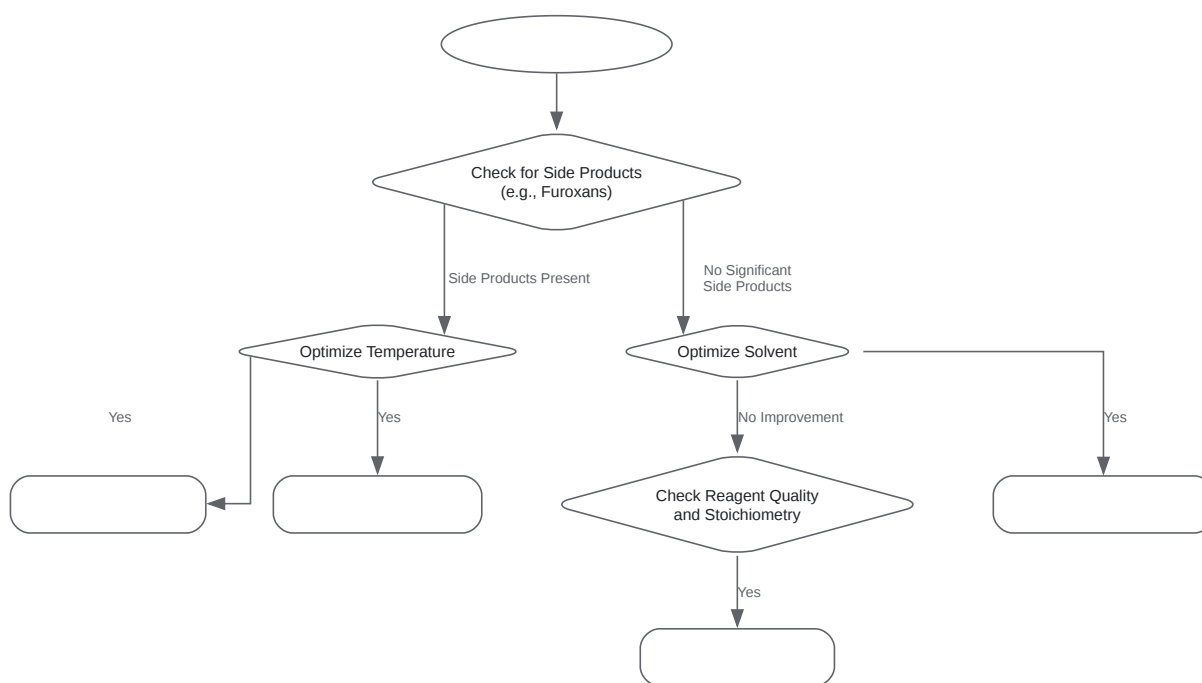 Check for Side Products
(e.g., Furoxans)
Side Products Present
No Significant
Side Products
Optimize Temperature
Optimize Solvent
Yes
Yes
No Improvement
Yes
Check Reagent Quality
and Stoichiometry
Yes